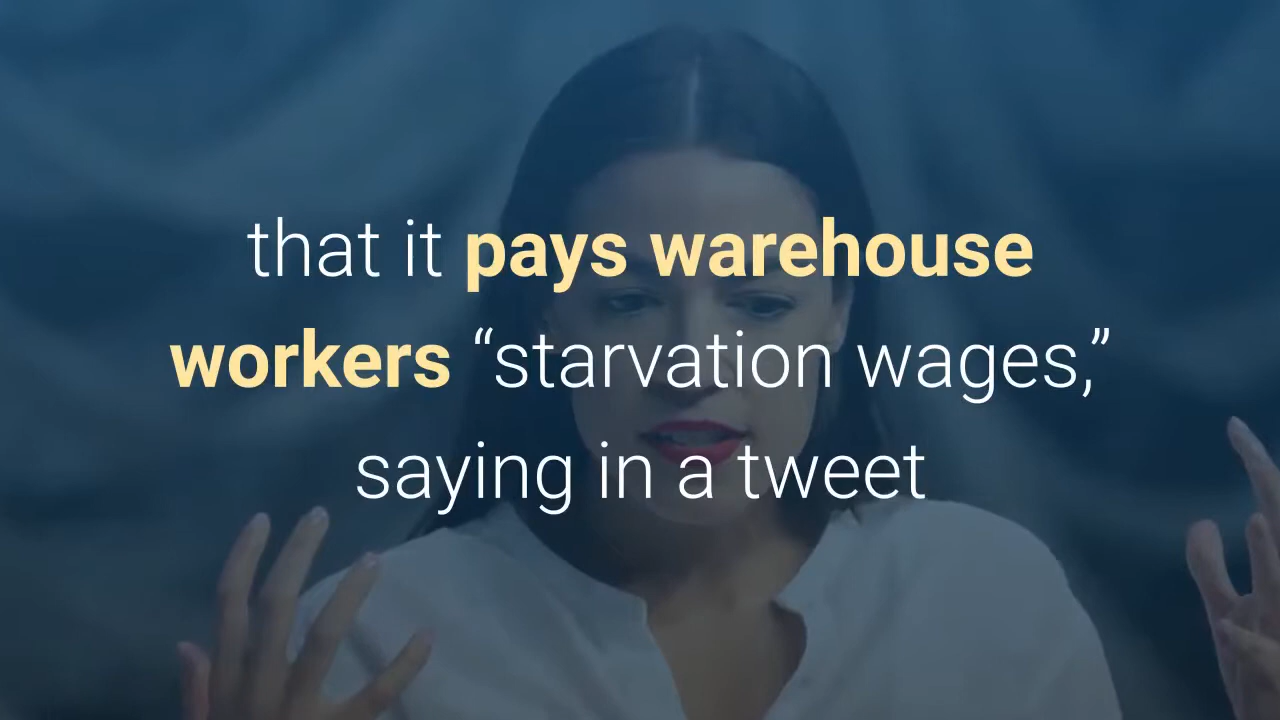 that it pays warehouse
workers “starvation wages,”
saying in a tweet